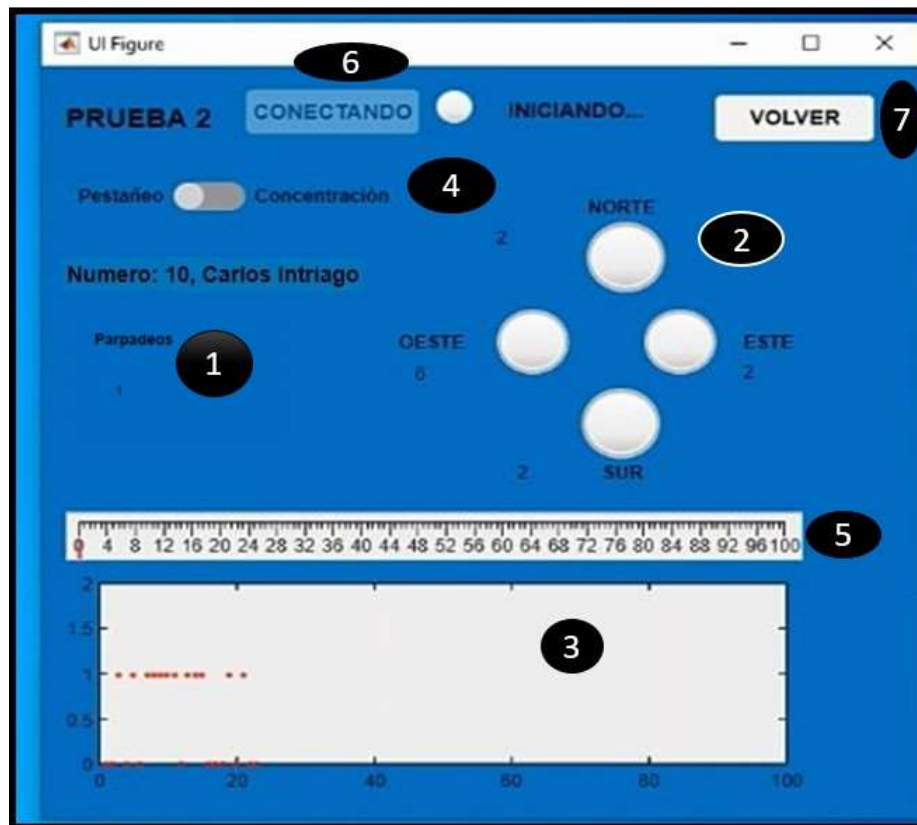 UI Figure
6
PRUEBA 2 CONECTANDO INICIANDO... VOLVER 7
Pestañeo Concentración 4
NORTE
2 2
Numero: 10, Carlos Intriago
Parpadeos 1 OESTE ESTE
1 6 2
2 SUR
0 4 8 12 16 20 24 28 32 36 40 44 48 52 56 60 64 68 72 76 80 84 88 92 96 100 5
2
1.5
3
1
0.5
0
0 20 40 60 80 100